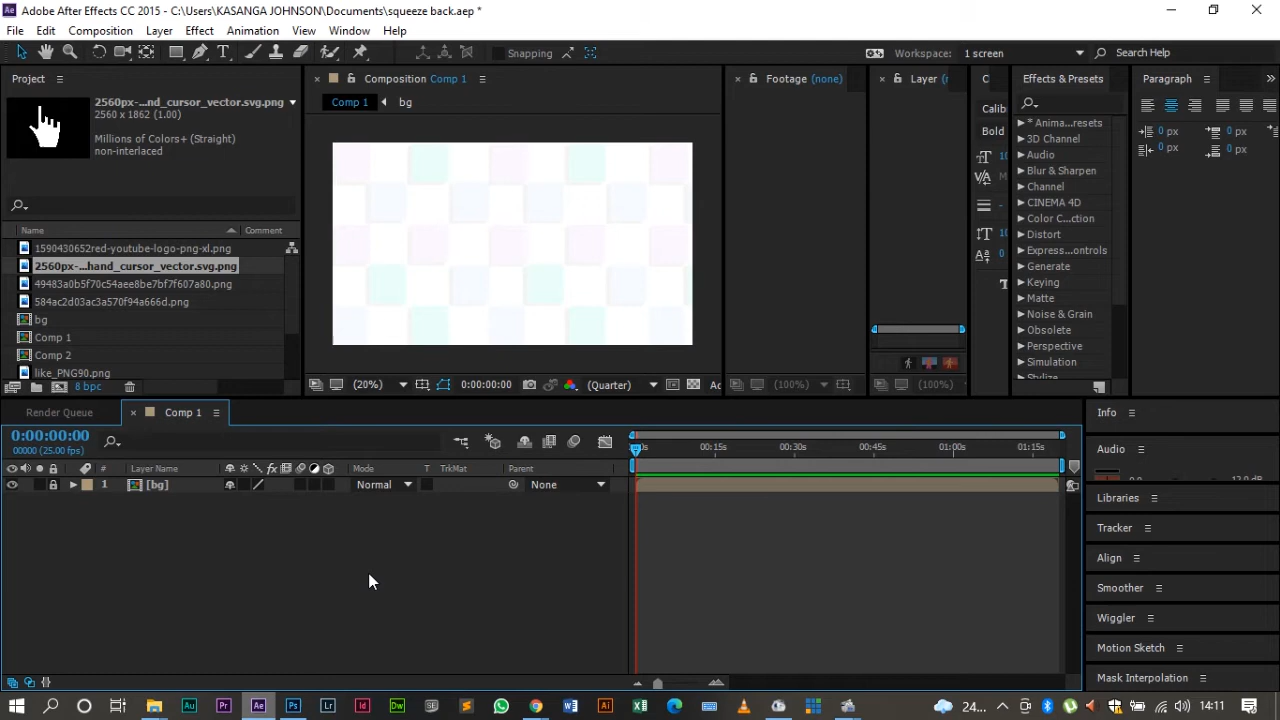 Adobe After Effects CC 2015 - C:\Users\KASANGA JOHNSON\Documents\squeeze back.aep *
File Edit Composition Layer Effect Animation View Window Help
Snapping
Workspace: 1 screen
Search Help
Project
Composition Comp 1
Footage (none)
Layer
Effects & Presets
Paragraph
2560px-...nd_cursor_vector.svg.png
2560 x 1862 (1.00)
Millions of Colors+ (Straight)
non-interlaced
Comp 1 bg
Calibri
Bold
* Anima...resets
3D Channel
Audio
Blur & Sharpen
Channel
CINEMA 4D
Color C...ection
Distort
Express...ontrols
Generate
Keying
Matte
Noise & Grain
Obsolete
Perspective
Simulation
Stylize
0 px 0 px
0 px 0 px
Name Comment
1590430652red-youtube-logo-png-xl.png
2560px-...hand_cursor_vector.svg.png
49483a0b5f70c54aee8be7bf7f607a80.png
584ac2d03ac3a570f94a666d.png
bg
Comp 1
Comp 2
like_PNG90.png
8 bpc
(20%) 0:00:00:00 (Quarter)
(100%)
(100%)
Render Queue Comp 1
0:00:00:00
00000 (25.00 fps)
00:15s 00:30s 00:45s 01:00s 01:15s
# Layer Name Mode T TrkMat Parent
1 [bg] Normal None
Info
Audio
Libraries
Tracker
Align
Smoother
Wiggler
Motion Sketch
Mask Interpolation
24... 14:11